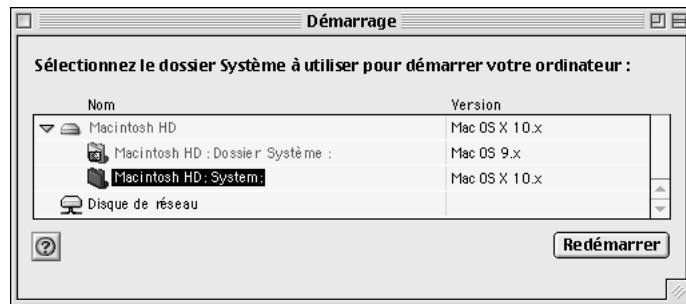 Démarrage
Sélectionnez le dossier Système à utiliser pour démarrer votre ordinateur :
Nom Version
Macintosh HD Mac OS X 10.x
Macintosh HD : Dossier Système : Mac OS 9.x
Macintosh HD : System : Mac OS X 10.x
Disque de réseau
? Redémarrer